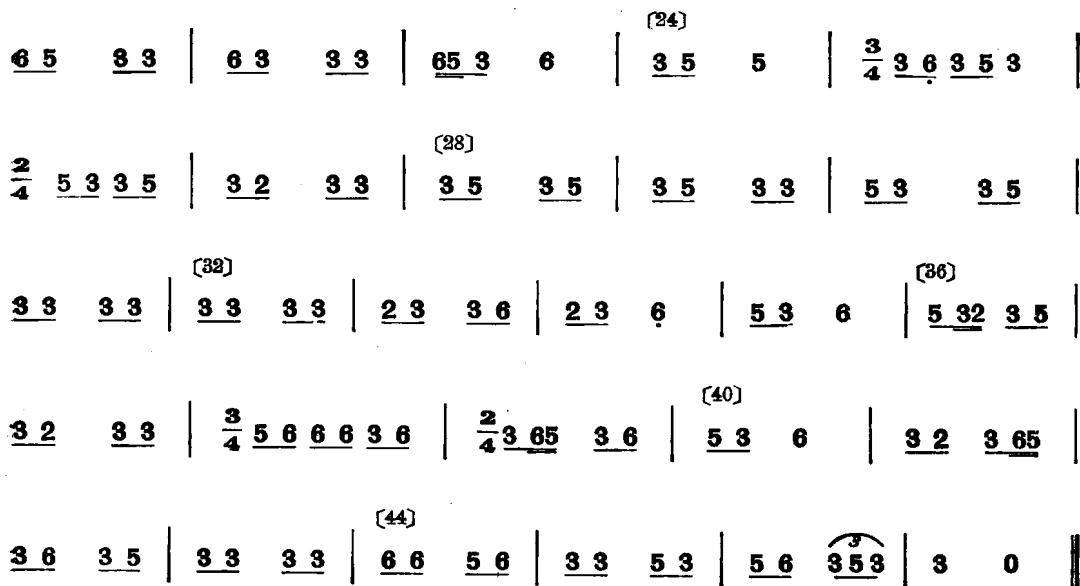 〔24〕
6 5 3 3 | 6 3 3 3 | 65 3 6 | 3 5 5 | 3/4 3 6̣ 3 5 3 |
〔28〕
2/4 5 3 3 5 | 3 2 3 3 | 3 5 3 5 | 3 5 3 3 | 5 3 3 5 |
〔32〕 〔36〕
3 3 3 3 | 3 3 3 3 | 2 3 3 6 | 2 3 6̣ | 5 3 6 | 5 32 3 5 |
〔40〕
3 2 3 3 | 3/4 5 6 6 6 3 6 | 2/4 3 65 3 6 | 5 3 6 | 3 2 3 65 |
〔44〕 3
3 6 3 5 | 3 3 3 3 | 6 6 5 6 | 3 3 5 3 | 5 6 3 5 3 | 3 0 ‖